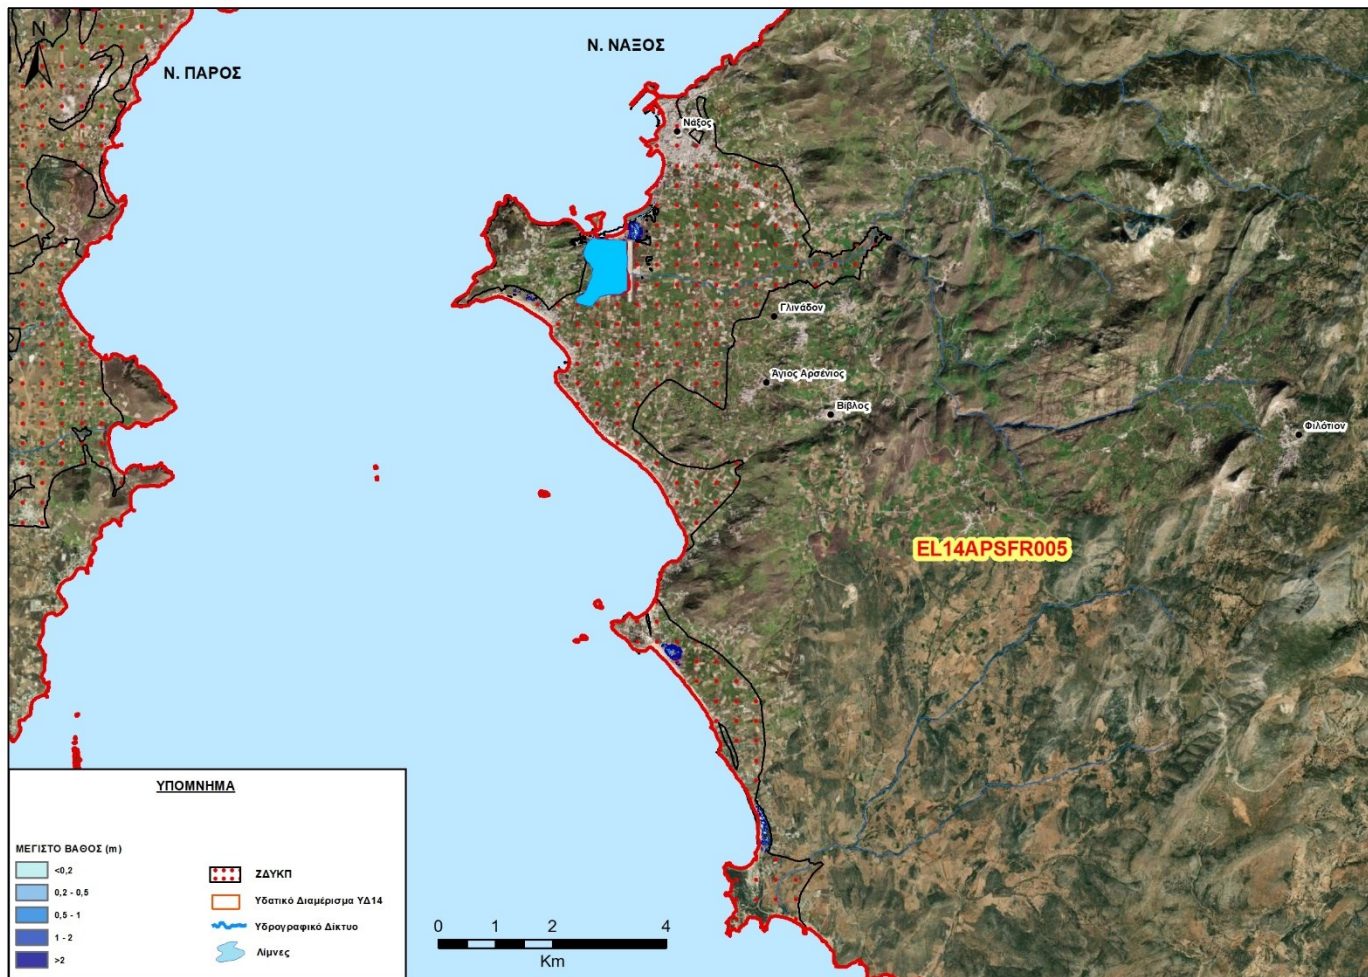 N
Ν. ΠΑΡΟΣ
Ν. ΝΑΞΟΣ
Νάξος
Γλινάδον
Άγιος Αρσένιος
Βίβλος
Φιλότιον
EL14APSFR005
ΥΠΟΜΝΗΜΑ
ΜΕΓΙΣΤΟ ΒΑΘΟΣ (m)
<0,2
0,2 - 0,5
0,5 - 1
1 - 2
>2
ΖΔΥΚΠ
Υδατικό Διαμέρισμα ΥΔ14
Υδρογραφικό Δίκτυο
Λίμνες
0 1 2 4
Km